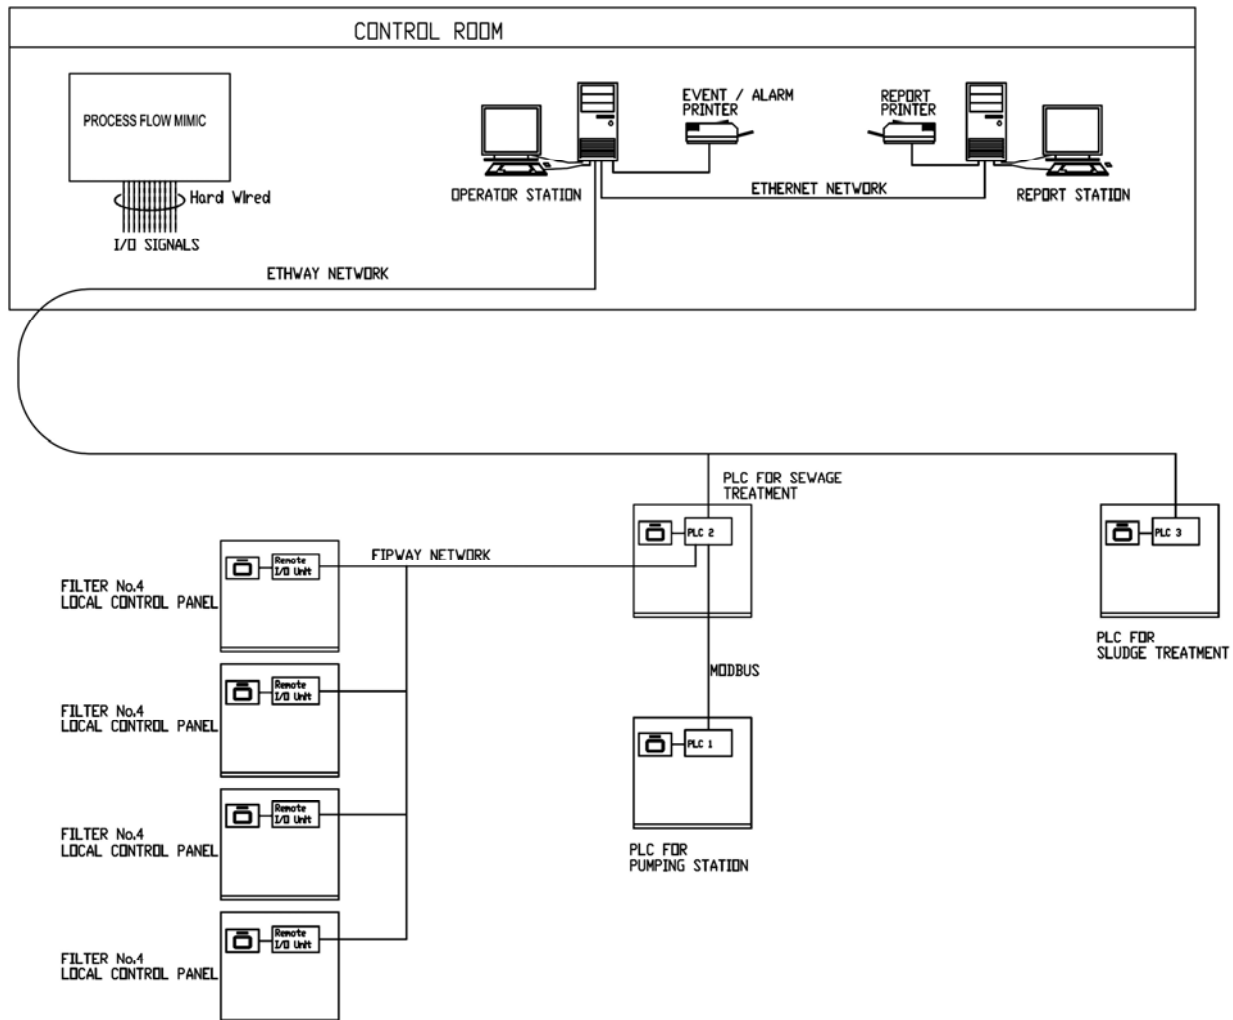 CONTROL ROOM
PROCESS FLOW MIMIC
Hard Wired
I/O SIGNALS
OPERATOR STATION
EVENT / ALARM
PRINTER
REPORT
PRINTER
ETHERNET NETWORK
REPORT STATION
ETHWAY NETWORK
PLC FOR SEWAGE
TREATMENT
PLC 2
PLC 3
PLC FOR
SLUDGE TREATMENT
FIPWAY NETWORK
Remote
I/O Unit
FILTER No.4
LOCAL CONTROL PANEL
Remote
I/O Unit
FILTER No.4
LOCAL CONTROL PANEL
MODBUS
PLC 1
PLC FOR
PUMPING STATION
Remote
I/O Unit
FILTER No.4
LOCAL CONTROL PANEL
Remote
I/O Unit
FILTER No.4
LOCAL CONTROL PANEL